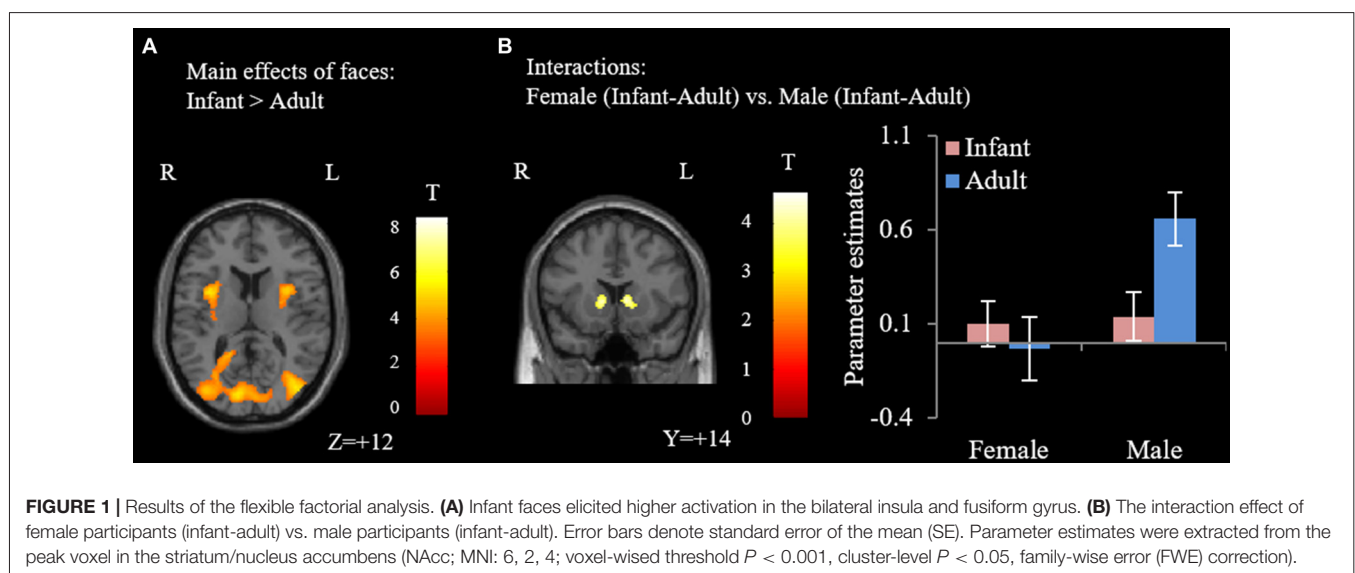 A
Main effects of faces:
Infant > Adult
R
L
T
8
6
4
2
0
Z=+12
B
Interactions:
Female (Infant-Adult) vs. Male (Infant-Adult)
R
L
T
4
3
2
1
0
Y=+14
Parameter estimates
1.1
0.6
0.1
-0.4
Infant
Adult
Female
Male
FIGURE 1 | Results of the flexible factorial analysis. (A) Infant faces elicited higher activation in the bilateral insula and fusiform gyrus. (B) The interaction effect of
female participants (infant-adult) vs. male participants (infant-adult). Error bars denote standard error of the mean (SE). Parameter estimates were extracted from the
peak voxel in the striatum/nucleus accumbens (NAcc; MNI: 6, 2, 4; voxel-wised threshold P < 0.001, cluster-level P < 0.05, family-wise error (FWE) correction).